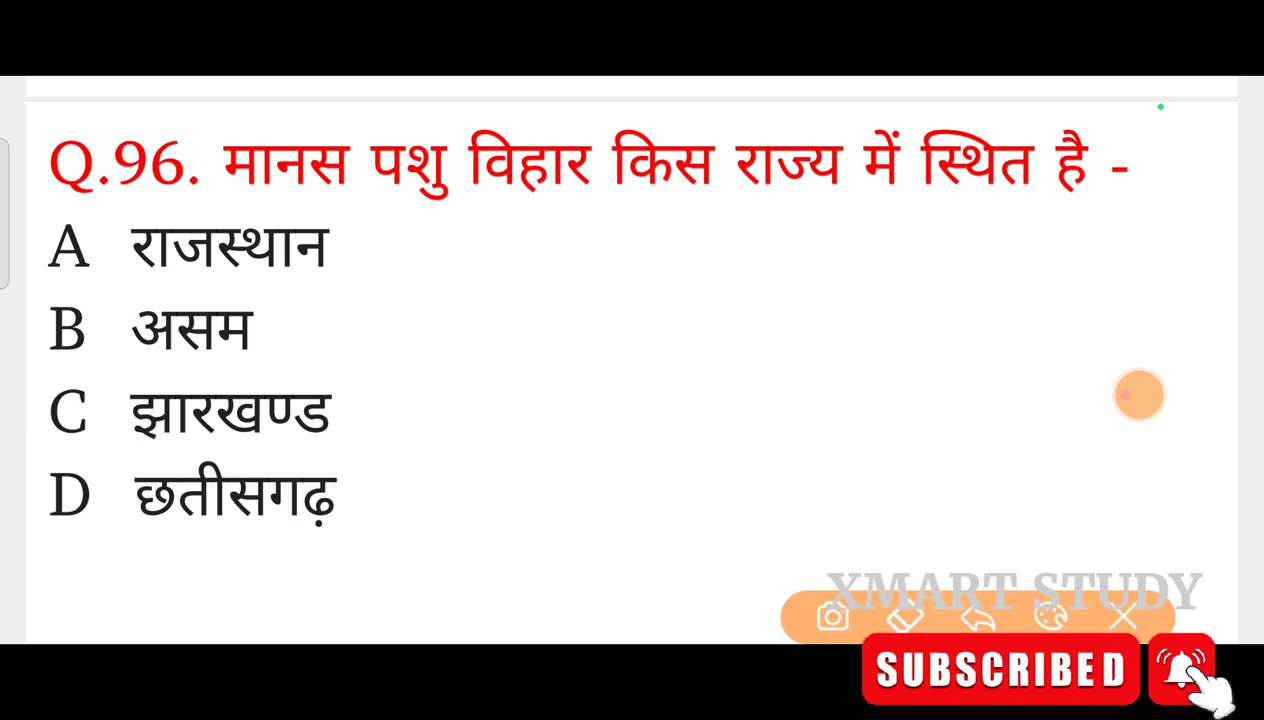 Q.96. मानस पशु विहार किस राज्य में स्थित है -
A राजस्थान
B असम
C झारखण्ड
D छतीसगढ़
XMART STUDY
SUBSCRIBED